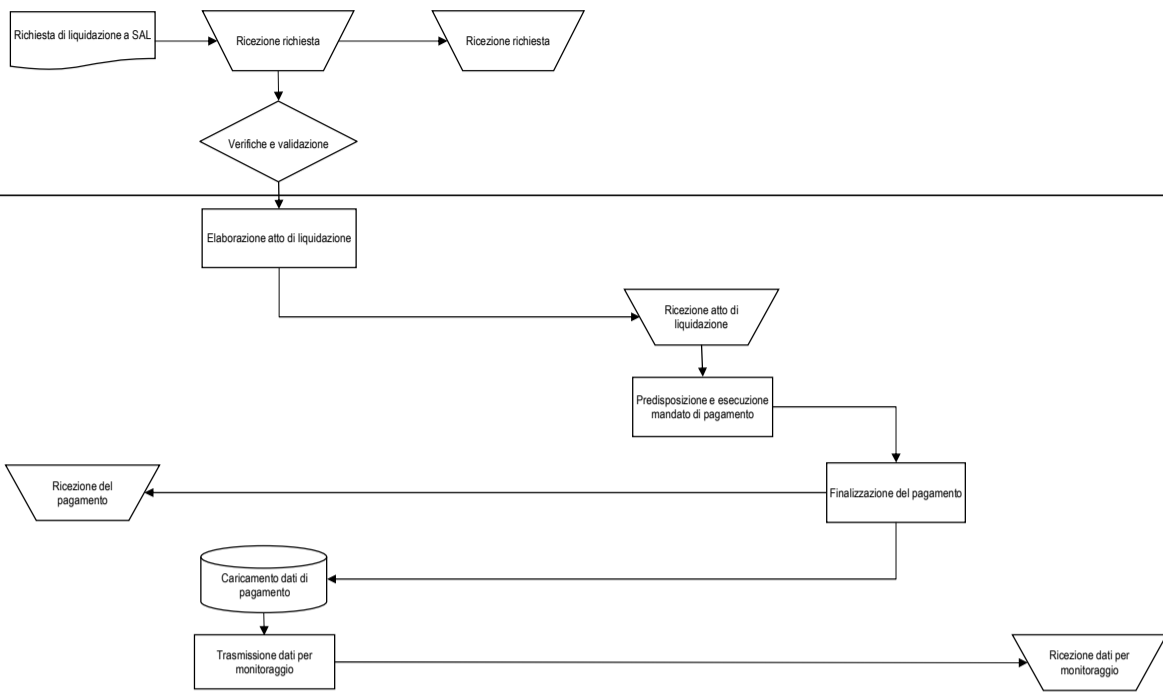 Richiesta di liquidazione a SAL
Ricezione richiesta
Ricezione richiesta
Verifiche e validazione
Elaborazione atto di liquidazione
Ricezione atto di
liquidazione
Predisposizione e esecuzione
mandato di pagamento
Ricezione del
pagamento
Finalizzazione del pagamento
Caricamento dati di
pagamento
Trasmissione dati per
monitoraggio
Ricezione dati per
monitoraggio